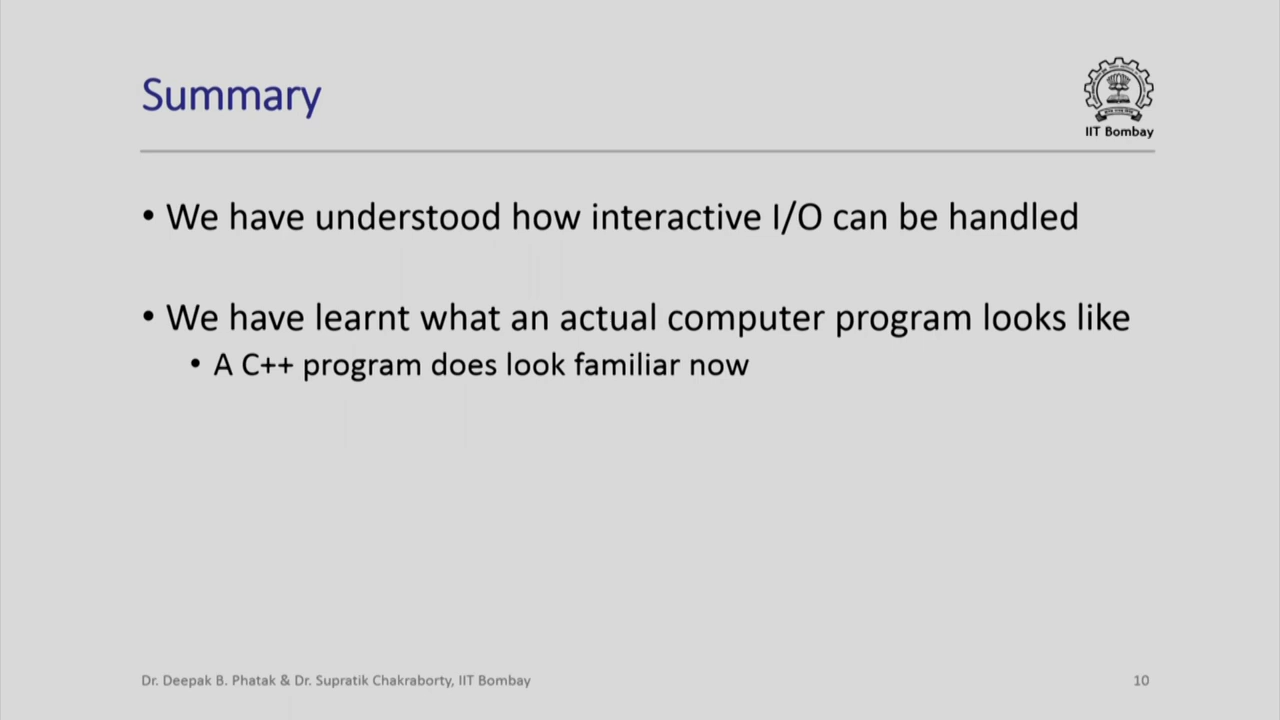 Summary
IIT Bombay
• We have understood how interactive I/O can be handled
• We have learnt what an actual computer program looks like
• A C++ program does look familiar now
Dr. Deepak B. Phatak & Dr. Supratik Chakraborty, IIT Bombay
10